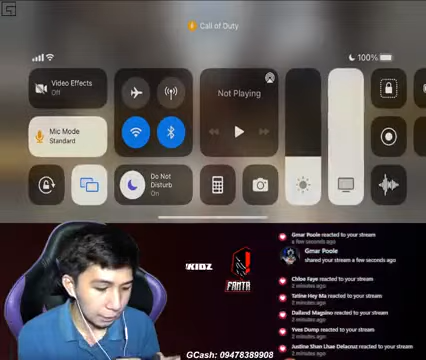 G
Call of Duty
100%
Video Effects
Off
Not Playing
Mic Mode
Standard
Do Not
Disturb
On
Gmar Poole reacted to your stream
a few seconds ago
Gmar Poole
shared your stream a few seconds ago
Chloe Faye reacted to your stream
2 minutes ago
Tatine Hey Ma reacted to your stream
2 minutes ago
Dalland Magsino reacted to your stream
2 minutes ago
Yves Dump reacted to your stream
2 minutes ago
Justine Shan Lhae Delacruz reacted to your
2 minutes ago
KIDZ
FANTA
GCash: 09478389908